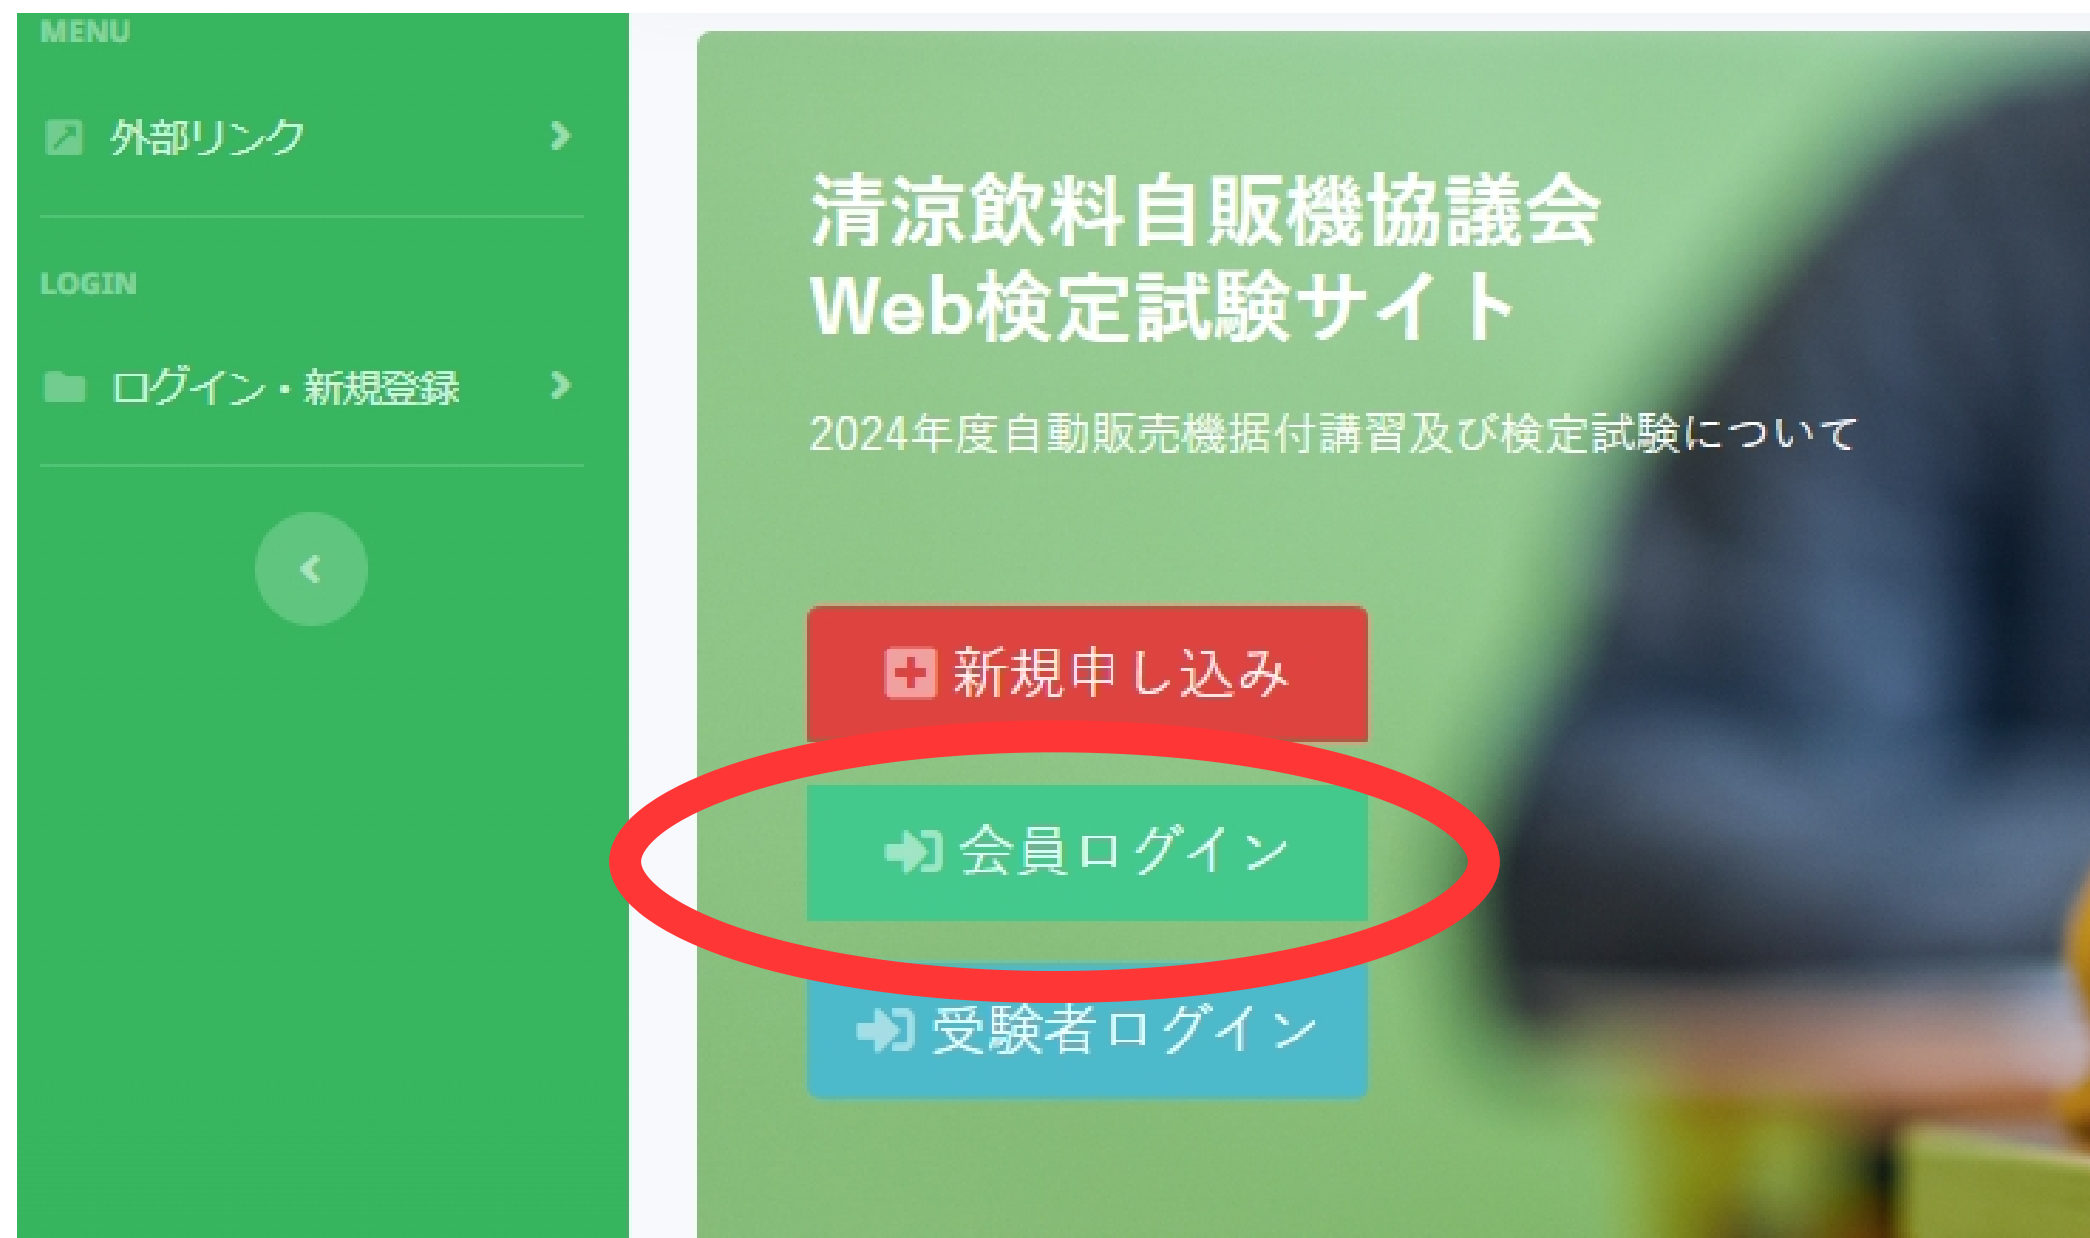 MENU
外部リンク
LOGIN
ログイン・新規登録
清涼飲料自販機協議会
Web検定試験サイト
2024年度自動販売機据付講習及び検定試験について
新規申し込み
会員ログイン
受験者ログイン